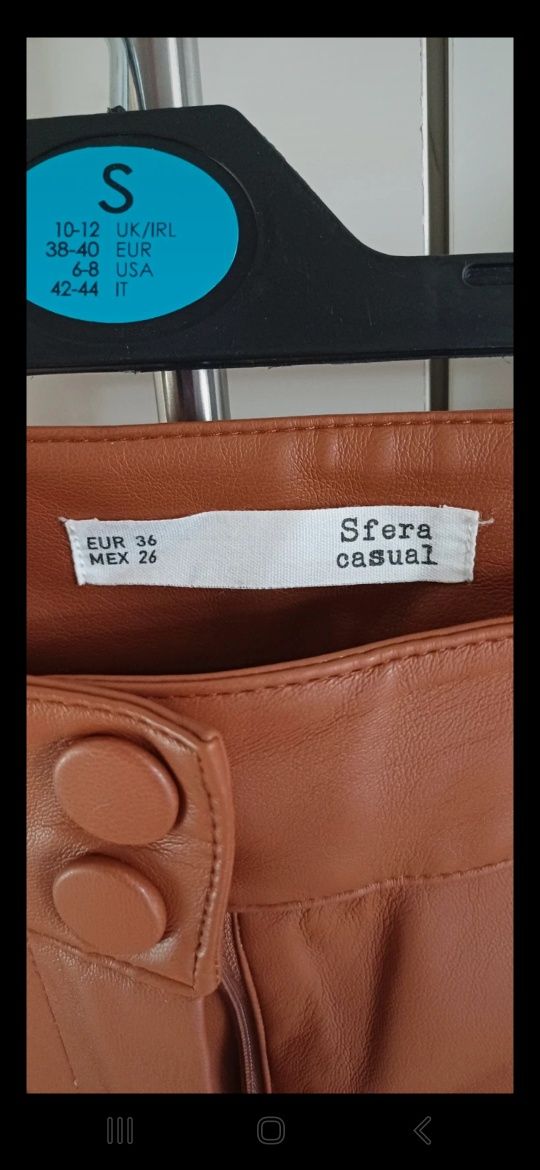 S
10-12 UK/IRL
38-40 EUR
6-8 USA
42-44 IT
EUR 36
MEX 26
Sfera
casual